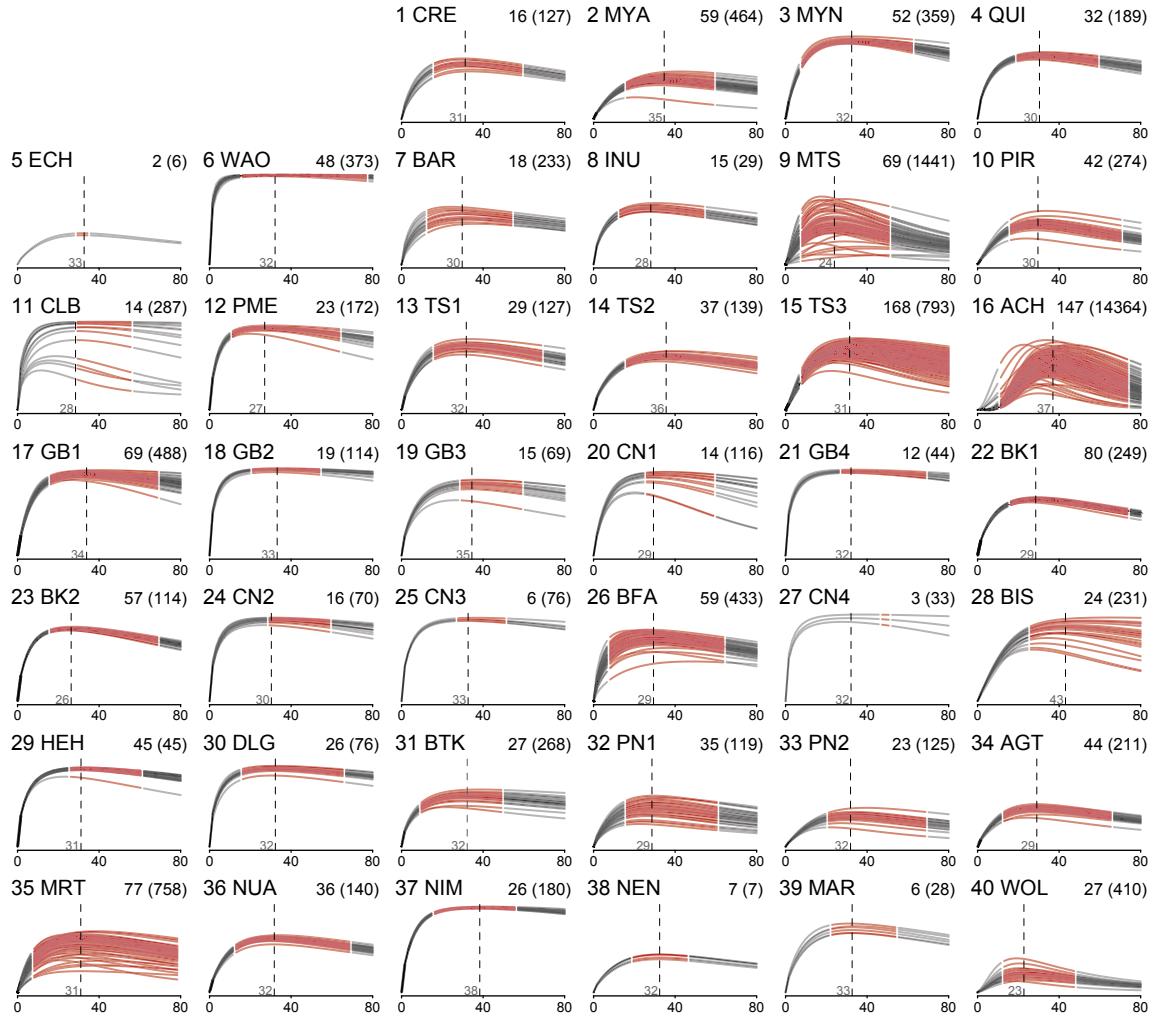 1 CRE 16 (127) 2 MYA 59 (464) 3 MYN 52 (359) 4 QUI 32 (189)
31 35 32 30
0 40 80 0 40 80 0 40 80 0 40 80
5 ECH 2 (6) 6 WAO 48 (373) 7 BAR 18 (233) 8 INU 15 (29) 9 MTS 69 (1441) 10 PIR 42 (274)
33 32 30 28 24 30
0 40 80 0 40 80 0 40 80 0 40 80 0 40 80 0 40 80
11 CLB 14 (287) 12 PME 23 (172) 13 TS1 29 (127) 14 TS2 37 (139) 15 TS3 168 (793) 16 ACH 147 (14364)
28 27 32 36 31 37
0 40 80 0 40 80 0 40 80 0 40 80 0 40 80 0 40 80
17 GB1 69 (488) 18 GB2 19 (114) 19 GB3 15 (69) 20 CN1 14 (116) 21 GB4 12 (44) 22 BK1 80 (249)
34 33 35 29 32 29
0 40 80 0 40 80 0 40 80 0 40 80 0 40 80 0 40 80
23 BK2 57 (114) 24 CN2 16 (70) 25 CN3 6 (76) 26 BFA 59 (433) 27 CN4 3 (33) 28 BIS 24 (231)
26 30 33 29 32 43
0 40 80 0 40 80 0 40 80 0 40 80 0 40 80 0 40 80
29 HEH 45 (45) 30 DLG 26 (76) 31 BTK 27 (268) 32 PN1 35 (119) 33 PN2 23 (125) 34 AGT 44 (211)
31 32 32 29 32 29
0 40 80 0 40 80 0 40 80 0 40 80 0 40 80 0 40 80
35 MRT 77 (758) 36 NUA 36 (140) 37 NIM 26 (180) 38 NEN 7 (7) 39 MAR 6 (28) 40 WOL 27 (410)
31 32 38 32 33 23
0 40 80 0 40 80 0 40 80 0 40 80 0 40 80 0 40 80